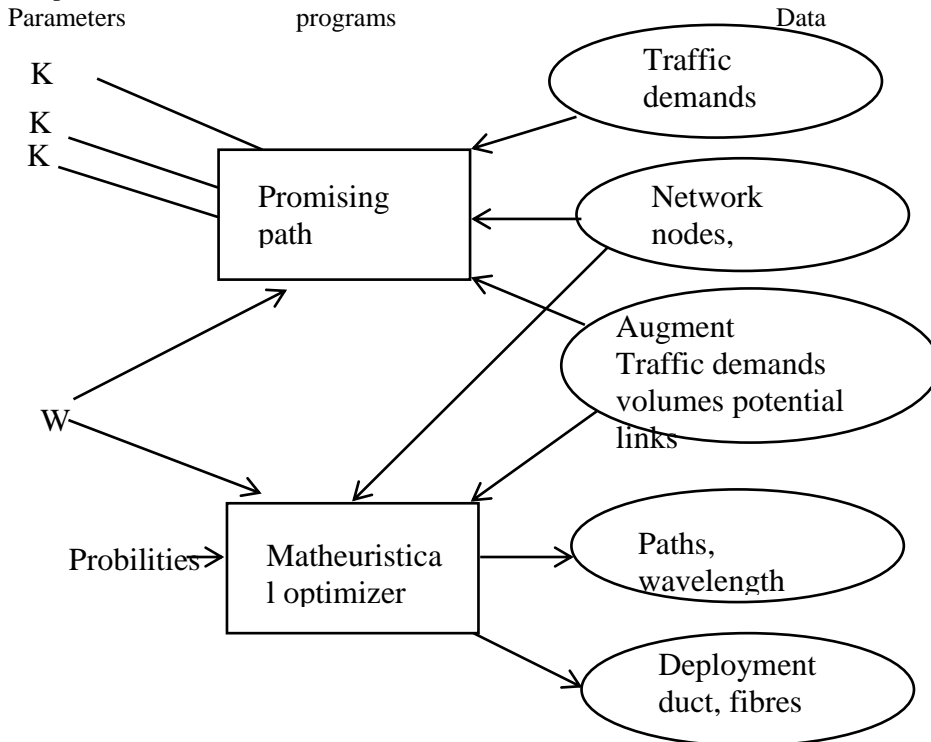 Parameters programs Data
K
K
K
Traffic
demands
Promising
path
Network
nodes,
Augment
Traffic demands
volumes potential
links
W
Probilities
Matheuristica
l optimizer
Paths,
wavelength
Deployment
duct, fibres